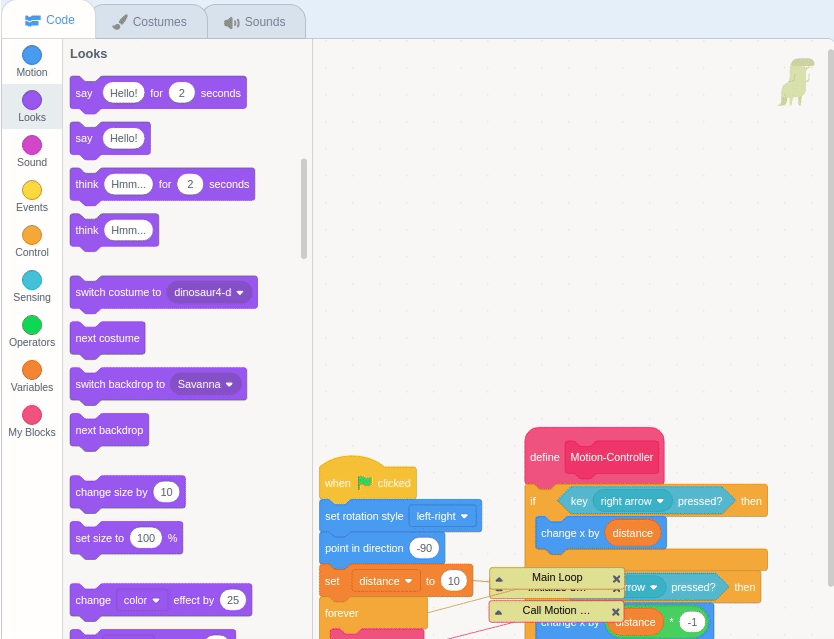 Code
Costumes
Sounds
Motion
Looks
Sound
Events
Control
Sensing
Operators
Variables
My Blocks
Looks
say Hello! for 2 seconds
say Hello!
think Hmm... for 2 seconds
think Hmm...
switch costume to dinosaur4-d
next costume
switch backdrop to Savanna
next backdrop
change size by 10
set size to 100 %
change color effect by 25
when clicked
set rotation style left-right
point in direction -90
set distance to 10
forever
define Motion-Controller
if key right arrow pressed? then
change x by distance
Main Loop
Call Motion ...
pressed? then
change x by distance * -1